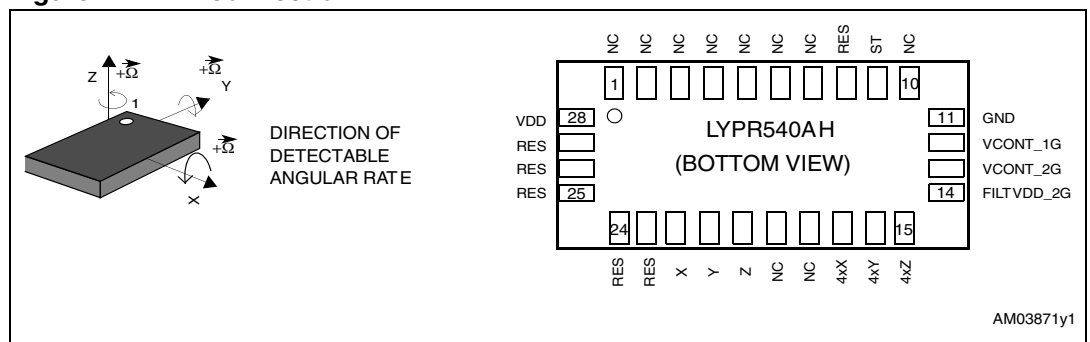 Z
+Ω
+Ω
Y
1
+Ω
X
DIRECTION OF
DETECTABLE
ANGULAR RATE
NC NC NC NC NC NC NC RES ST NC
1 10
VDD 28 11 GND
RES VCONT_1G
RES VCONT_2G
RES 25 14 FILTVDD_2G
LYPR540AH
(BOTTOM VIEW)
24 15
RES RES X Y Z NC NC 4xX 4xY 4xZ
AM03871y1